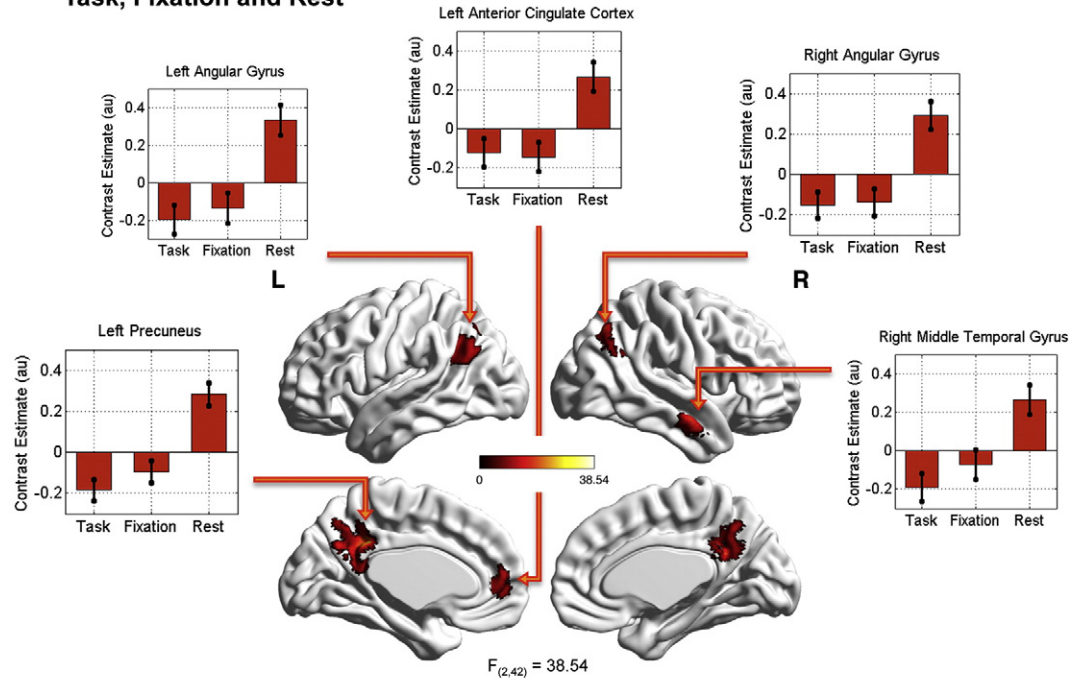 Task, Fixation and Rest
Left Anterior Cingulate Cortex
Contrast Estimate (au)
0.4
0.2
0
-0.2
Task Fixation Rest
Left Angular Gyrus
Contrast Estimate (au)
0.4
0.2
0
-0.2
Task Fixation Rest
Right Angular Gyrus
Contrast Estimate (au)
0.4
0.2
0
-0.2
Task Fixation Rest
L
R
Left Precuneus
Contrast Estimate (au)
0.4
0.2
0
-0.2
Task Fixation Rest
Right Middle Temporal Gyrus
Contrast Estimate (au)
0.4
0.2
0
-0.2
Task Fixation Rest
0 38.54
F(2,42) = 38.54